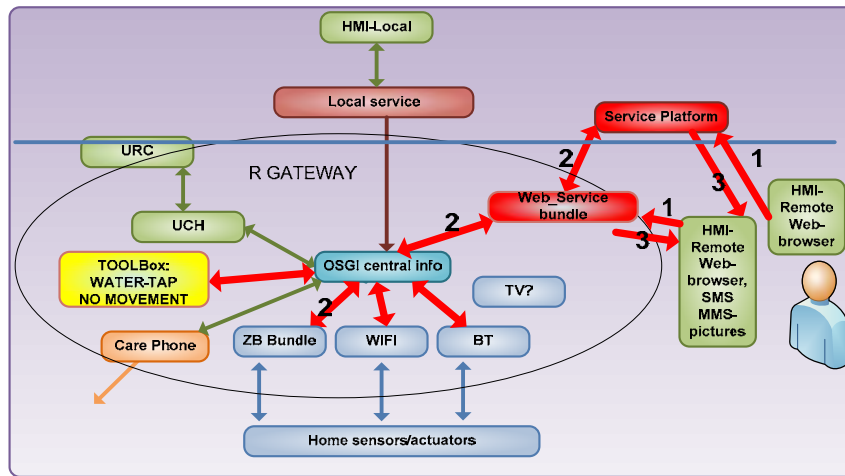 HMI-Local
Local service
Service Platform
URC
2
1
3
R GATEWAY
HMI-
Remote
Web-
browser
Web_Service
bundle
1
2
3
UCH
HMI-
Remote
Web-
browser,
SMS
MMS-
pictures
TOOLBox:
WATER-TAP
NO MOVEMENT
OSGI central info
TV?
2
Care Phone
ZB Bundle
WIFI
BT
Home sensors/actuators